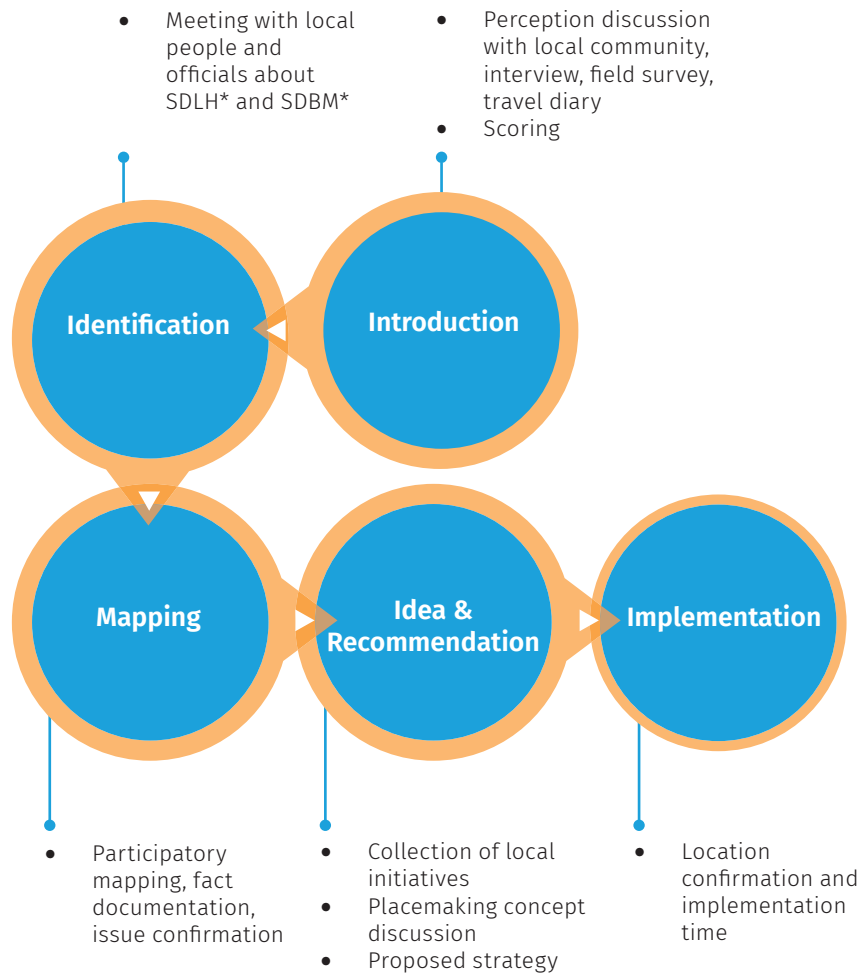 • Meeting with local
people and
officials about
SDLH* and SDBM*
• Perception discussion
with local community,
interview, field survey,
travel diary
• Scoring
Identification
Introduction
Mapping
Idea &
Recommendation
Implementation
• Participatory
mapping, fact
documentation,
issue confirmation
• Collection of local
initiatives
• Placemaking concept
discussion
• Proposed strategy
• Location
confirmation and
implementation
time